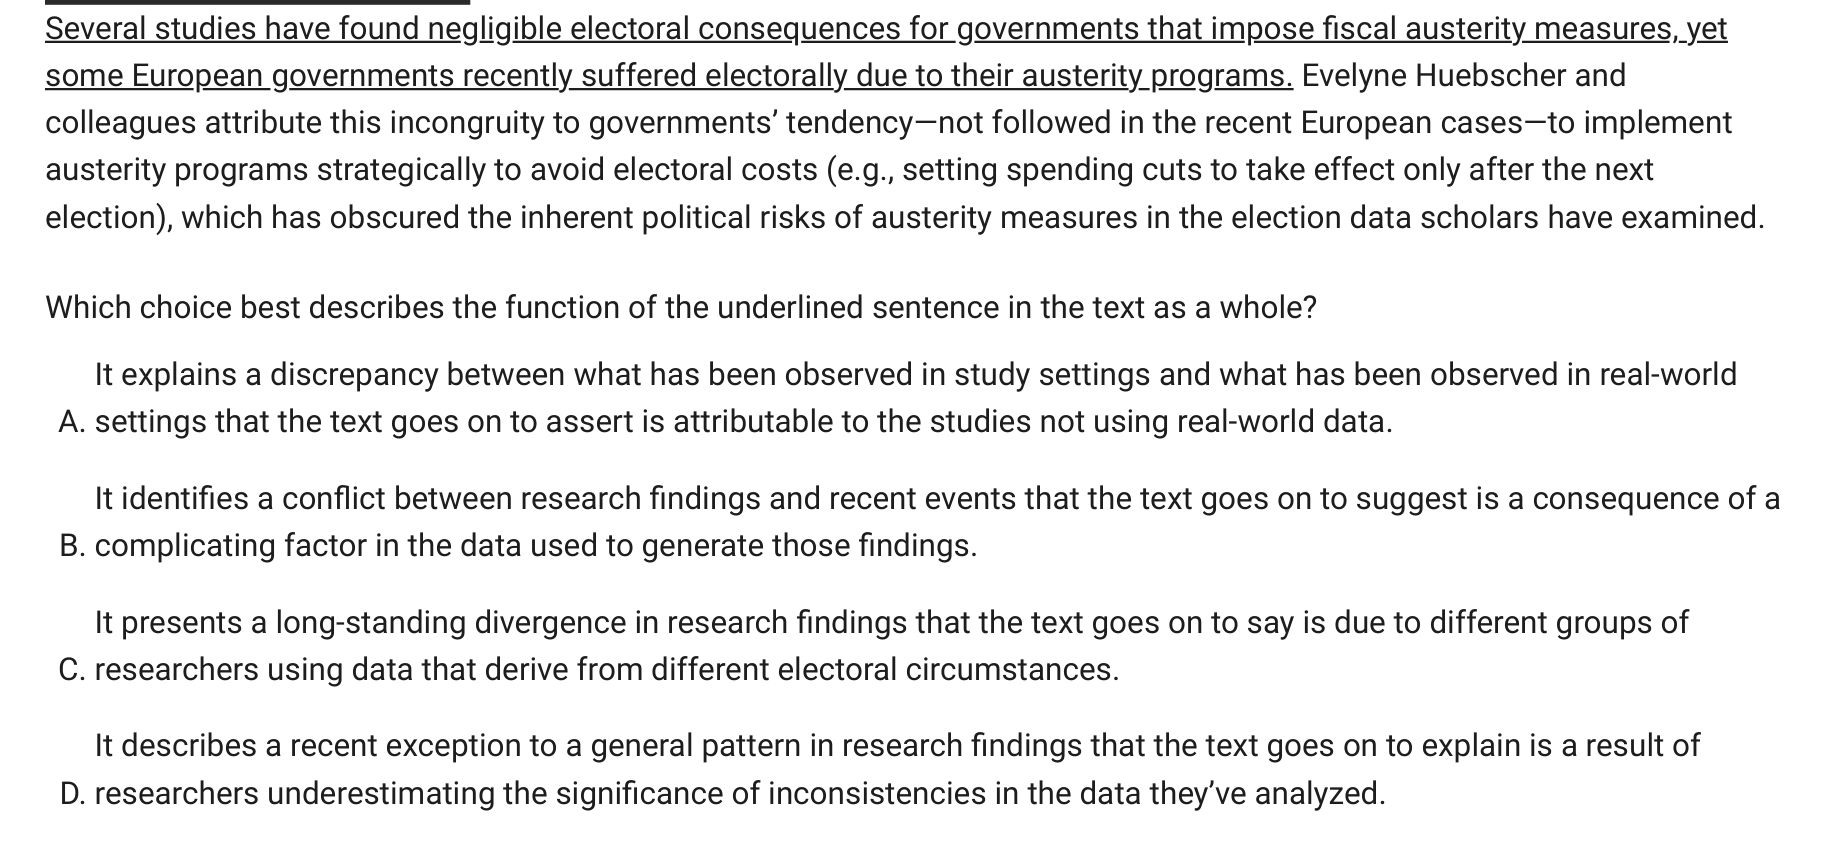 Several studies have found negligible electoral consequences for governments that impose fiscal austerity measures, yet
some European governments recently suffered electorally due to their austerity programs. Evelyne Huebscher and
colleagues attribute this incongruity to governments’ tendency—not followed in the recent European cases—to implement
austerity programs strategically to avoid electoral costs (e.g., setting spending cuts to take effect only after the next
election), which has obscured the inherent political risks of austerity measures in the election data scholars have examined.
Which choice best describes the function of the underlined sentence in the text as a whole?
It explains a discrepancy between what has been observed in study settings and what has been observed in real-world
A. settings that the text goes on to assert is attributable to the studies not using real-world data.
It identifies a conflict between research findings and recent events that the text goes on to suggest is a consequence of a
B. complicating factor in the data used to generate those findings.
It presents a long-standing divergence in research findings that the text goes on to say is due to different groups of
C. researchers using data that derive from different electoral circumstances.
It describes a recent exception to a general pattern in research findings that the text goes on to explain is a result of
D. researchers underestimating the significance of inconsistencies in the data they’ve analyzed.